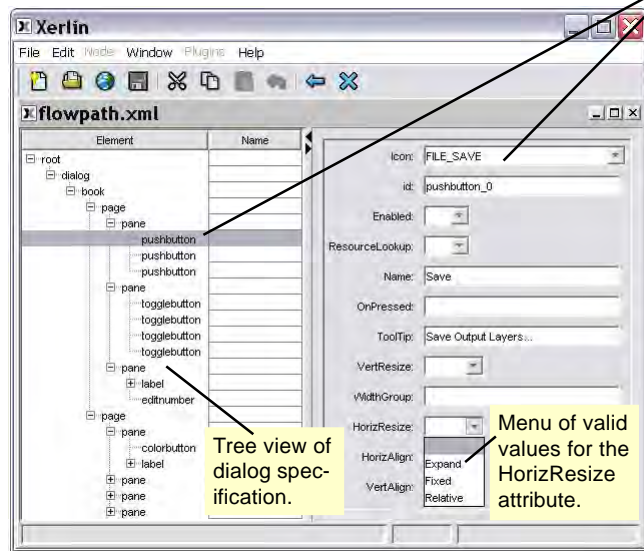 Xerlin
File Edit Node Window Plugins Help
flowpath.xml
Element Name
root
dialog
book
page
pane
pushbutton
pushbutton
pushbutton
pane
togglebutton
togglebutton
togglebutton
togglebutton
pane
label
editnumber
page
pane
colorbutton
label
pane
pane
pane
Icon: FILE_SAVE
id: pushbutton_0
Enabled:
ResourceLookup:
Name: Save
OnPressed:
ToolTip: Save Output Layers...
VertResize:
WidthGroup:
HorizResize:
Expand
Fixed
Relative
HorizAlign:
VertAlign:
Tree view of
dialog spec-
ification.
Menu of valid
values for the
HorizResize
attribute.